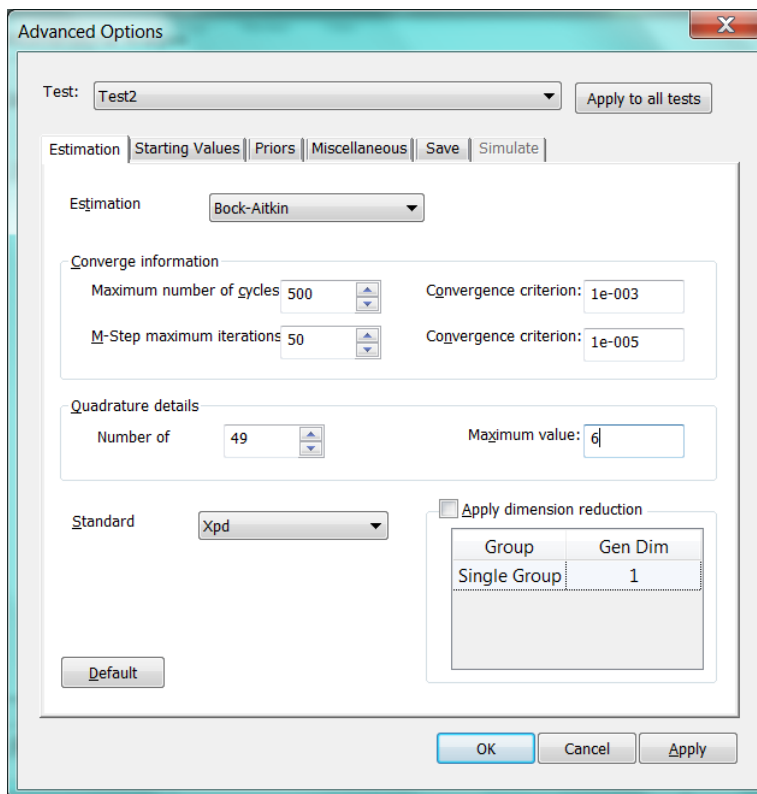 Advanced Options
Test: Test2 Apply to all tests
Estimation Starting Values Priors Miscellaneous Save Simulate
Estimation Bock-Aitkin
Converge information
Maximum number of cycles 500 Convergence criterion: 1e-003
M-Step maximum iterations 50 Convergence criterion: 1e-005
Quadrature details
Number of 49 Maximum value: 6
Standard Xpd Apply dimension reduction
Group Gen Dim
Single Group 1
Default
OK Cancel Apply